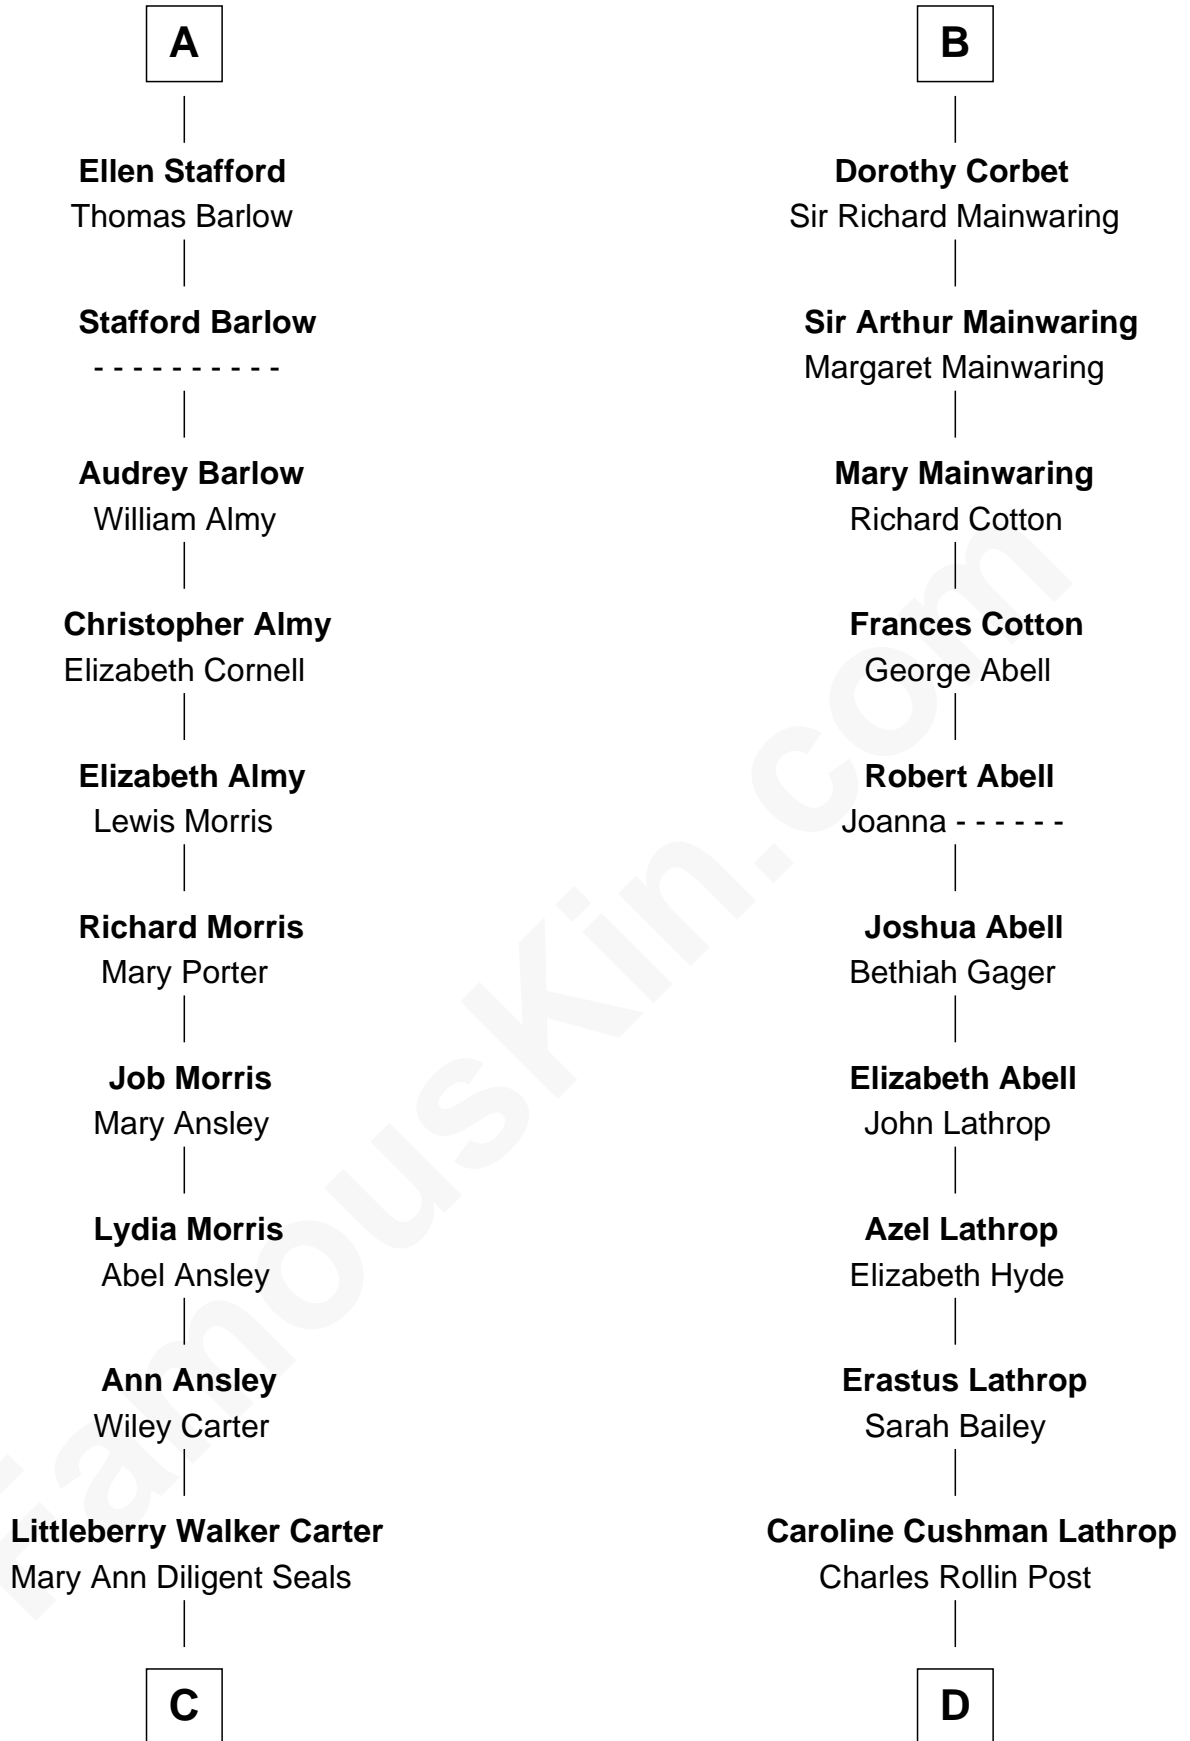 A
Ellen Stafford
Thomas Barlow
Stafford Barlow
- - - - - - - - - -
Audrey Barlow
William Almy
Christopher Almy
Elizabeth Cornell
Elizabeth Almy
Lewis Morris
Richard Morris
Mary Porter
Job Morris
Mary Ansley
Lydia Morris
Abel Ansley
Ann Ansley
Wiley Carter
Littleberry Walker Carter
Mary Ann Diligent Seals
C
B
Dorothy Corbet
Sir Richard Mainwaring
Sir Arthur Mainwaring
Margaret Mainwaring
Mary Mainwaring
Richard Cotton
Frances Cotton
George Abell
Robert Abell
Joanna - - - - - -
Joshua Abell
Bethiah Gager
Elizabeth Abell
John Lathrop
Azel Lathrop
Elizabeth Hyde
Erastus Lathrop
Sarah Bailey
Caroline Cushman Lathrop
Charles Rollin Post
D
FamousKin.com